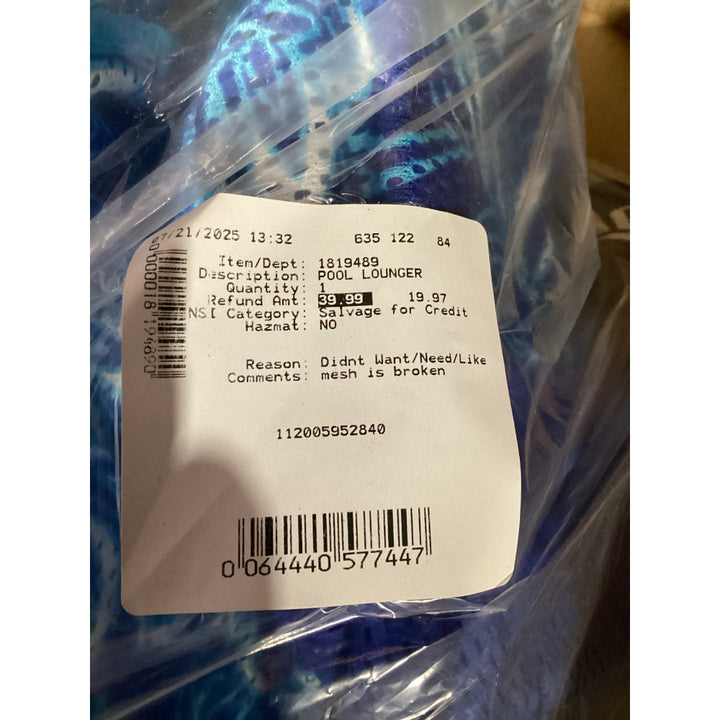 07/21/2025 13:32 635 122 84
Item/Dept: 1819489
Description: POOL LOUNGER
Quantity: 1
Refund Amt: 39.99 19.97
NSI Category: Salvage for Credit
Hazmat: NO
Reason: Didnt Want/Need/Like
Comments: mesh is broken
112005952840
0 064440 577447